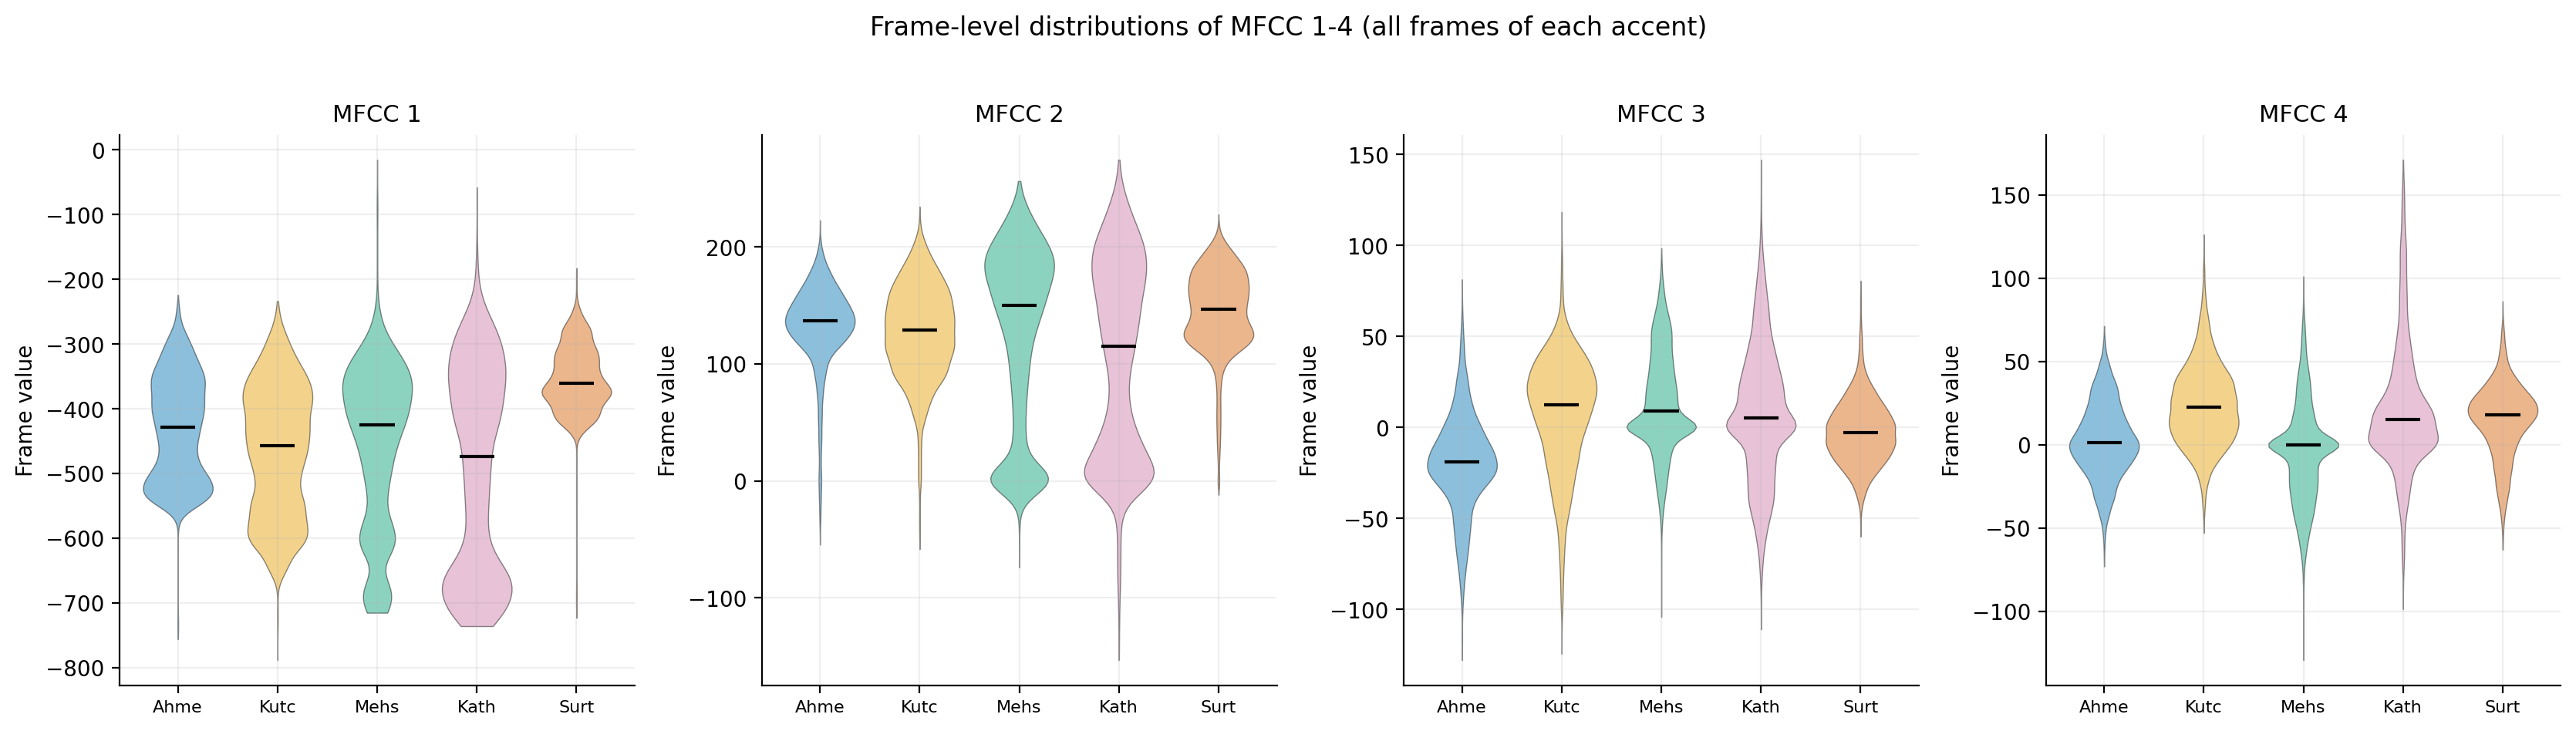 Frame-level distributions of MFCC 1-4 (all frames of each accent)
MFCC 1
Frame value
0
−100
−200
−300
−400
−500
−600
−700
−800
Ahme Kutc Mehs Kath Surt
MFCC 2
Frame value
200
100
0
−100
Ahme Kutc Mehs Kath Surt
MFCC 3
Frame value
150
100
50
0
−50
−100
Ahme Kutc Mehs Kath Surt
MFCC 4
Frame value
150
100
50
0
−50
−100
Ahme Kutc Mehs Kath Surt